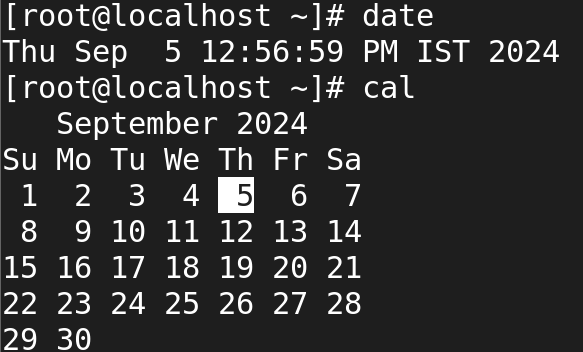 [root@localhost ~]# date
Thu Sep  5 12:56:59 PM IST 2024
[root@localhost ~]# cal
   September 2024
Su Mo Tu We Th Fr Sa
 1  2  3  4  5  6  7
 8  9 10 11 12 13 14
15 16 17 18 19 20 21
22 23 24 25 26 27 28
29 30